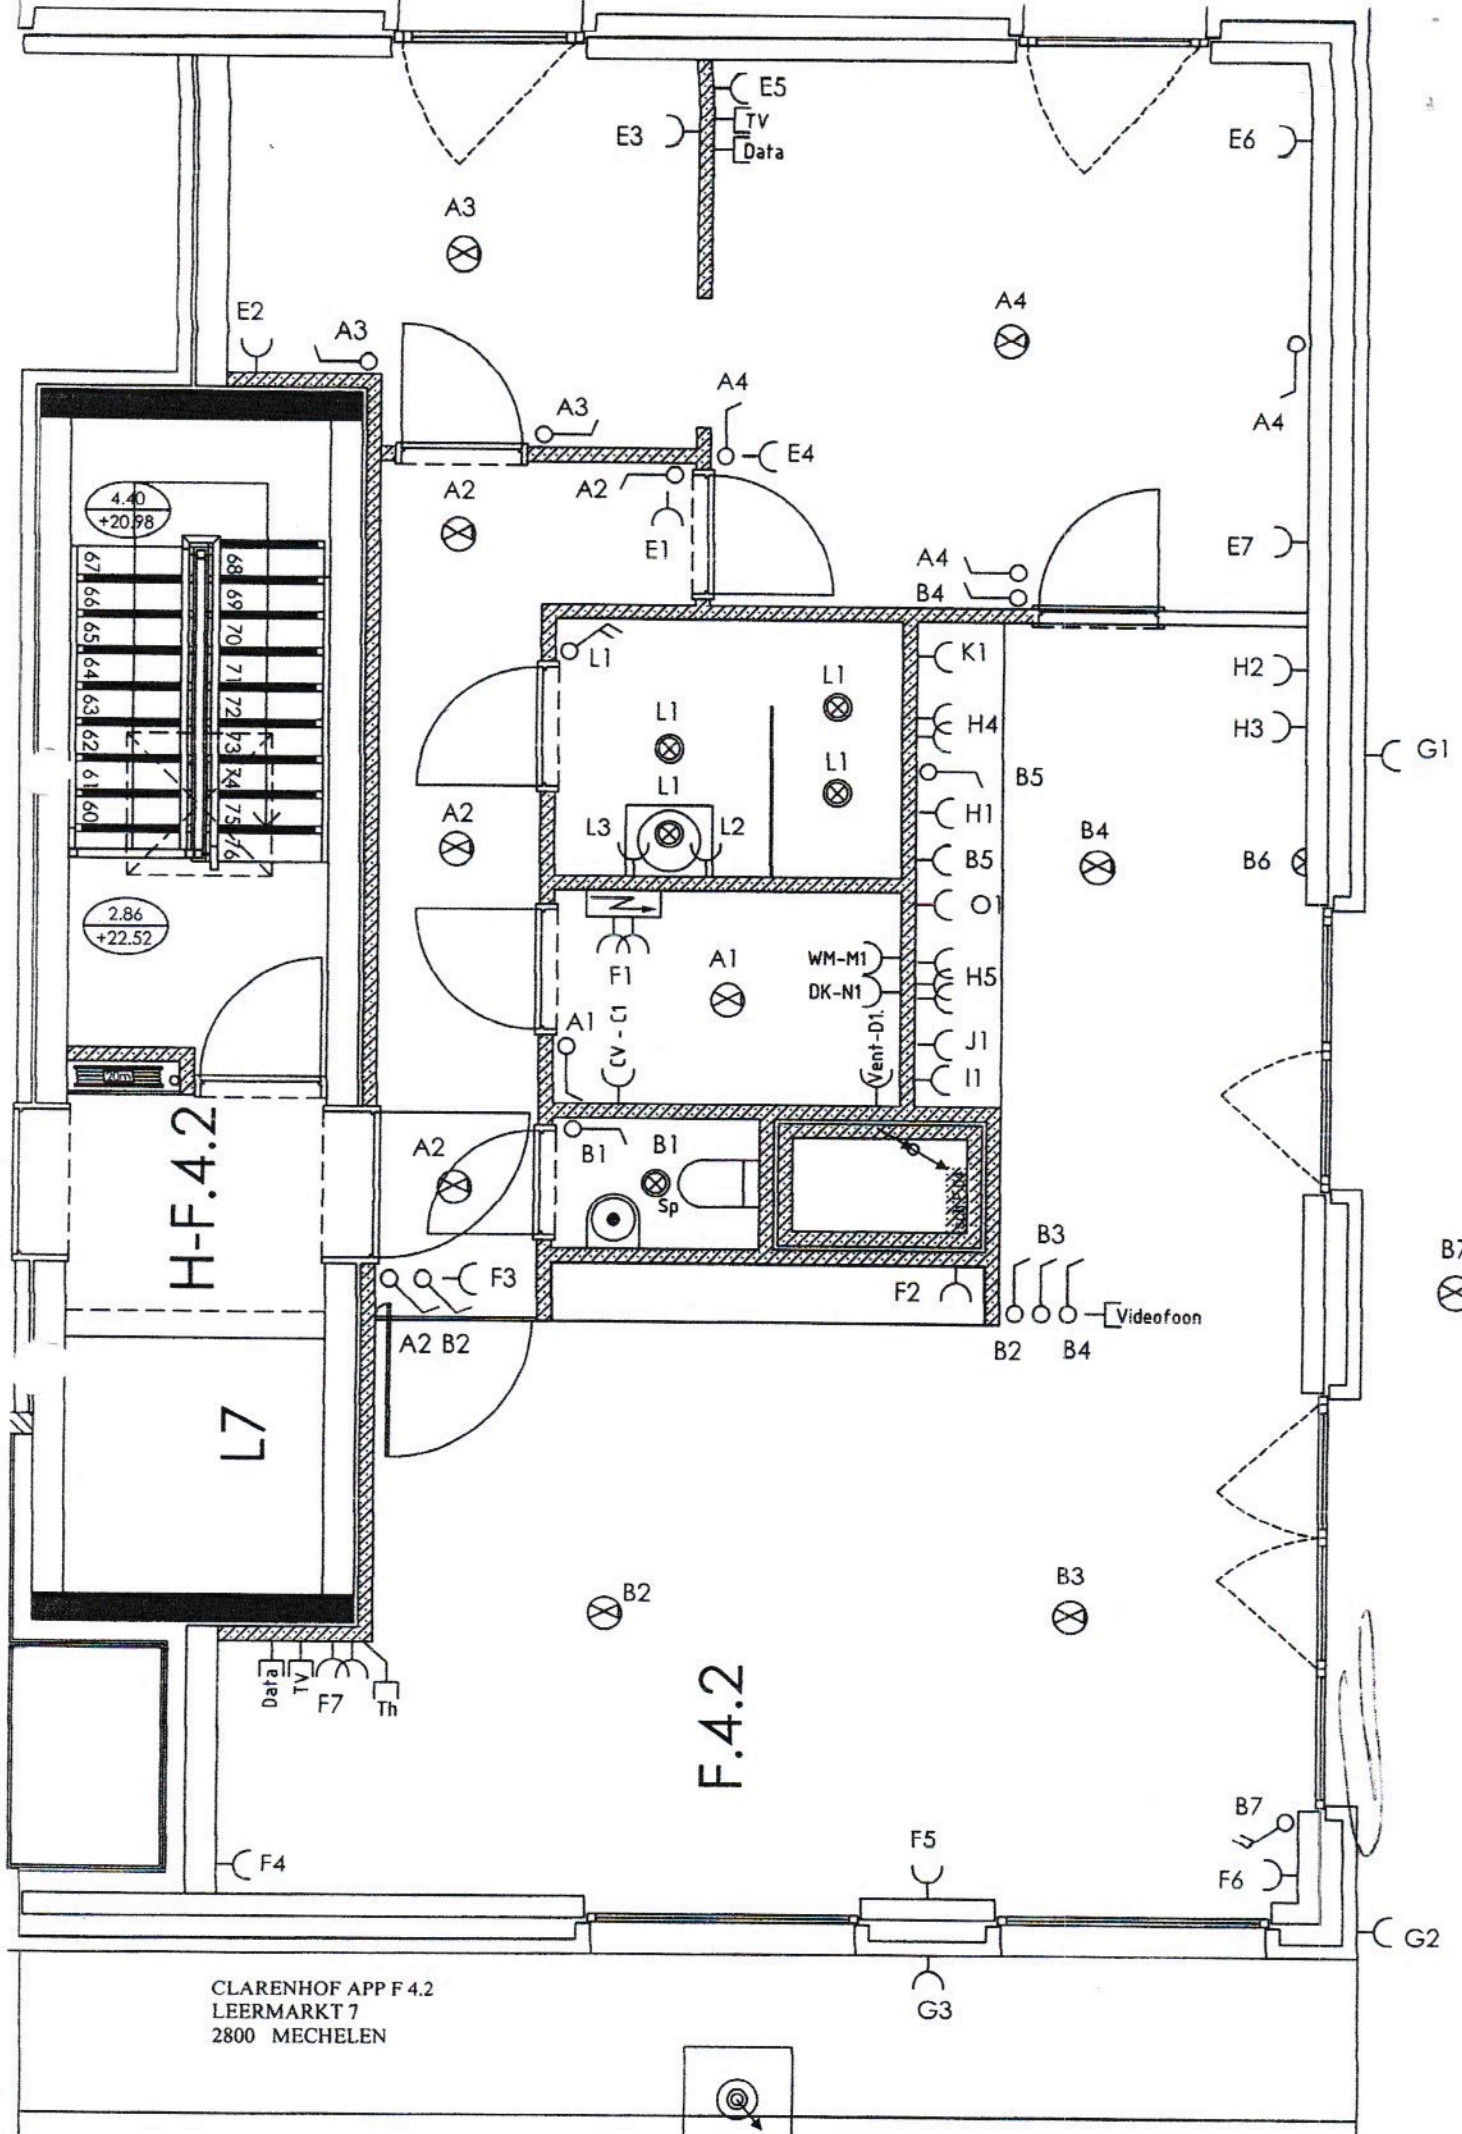 E5
TV
E3
Data
E6
A3
E2
A3
A4
A4
A3
A4
A4
E4
A2
A2
E1
E7
4.40
+20.98
A4
B4
67
68
66
69
65
70
64
71
63
72
62
73
61
74
60
75
76
L1
K1
H2
L1
L1
H4
H3
G1
L1
L1
B5
A2
L3
L2
H1
B4
B5
B6
O1
2.86
+22.52
F1
A1
WM-M1
DK-N1
H5
A1
CV - C1
Vent-D1.
J1
I1
20m
H-F.4.2
A2
B1
B1
Sp
B3
B7
F3
F2
Videofoon
A2
B2
B2
B4
L7
B2
B3
Data
TV
F7
Th
F.4.2
B7
F5
F4
F6
G2
G3
CLARENHOF APP F 4.2
LEERMARKT 7
2800 MECHELEN